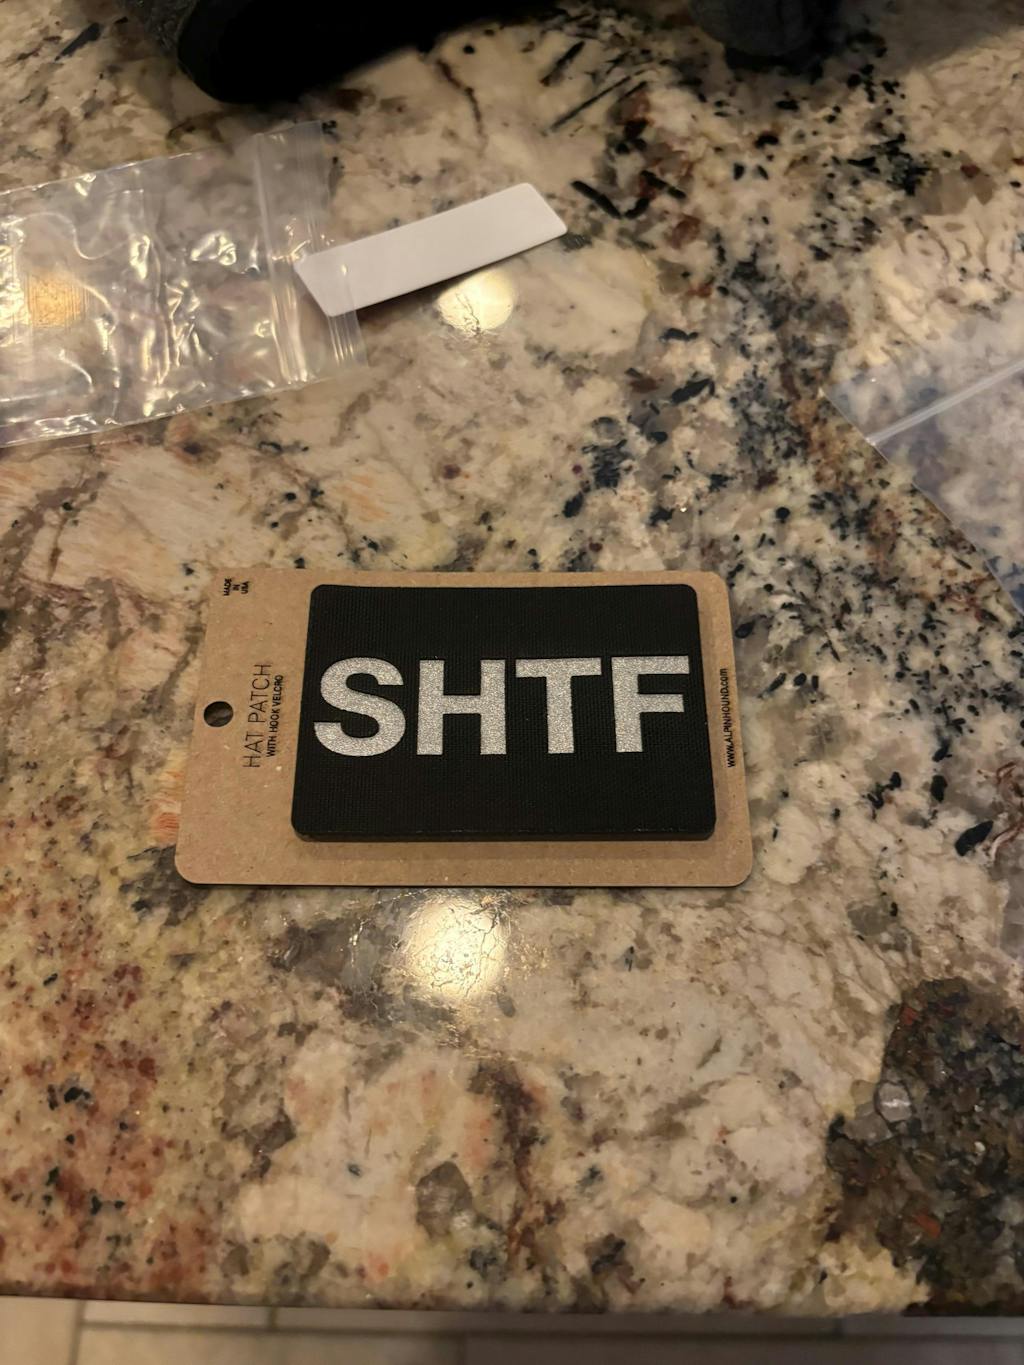 MADE
IN
USA
HAT PATCH
WITH HOOK VELCRO
SHTF
WWW.ALPINHOUND.com